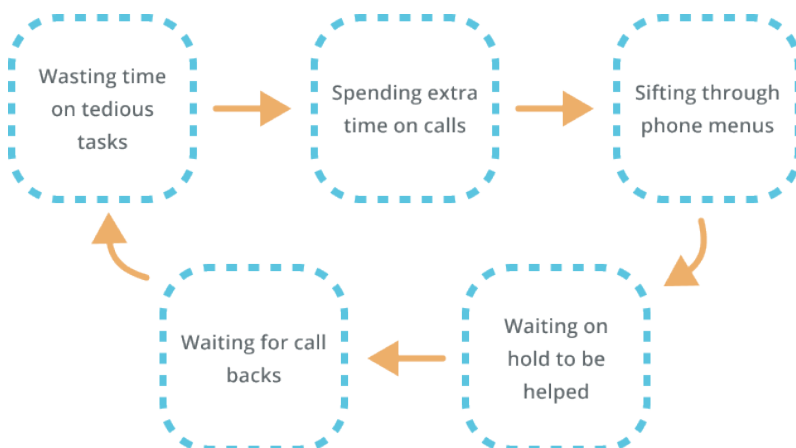 Wasting time
on tedious
tasks
Spending extra
time on calls
Sifting through
phone menus
Waiting on
hold to be
helped
Waiting for call
backs